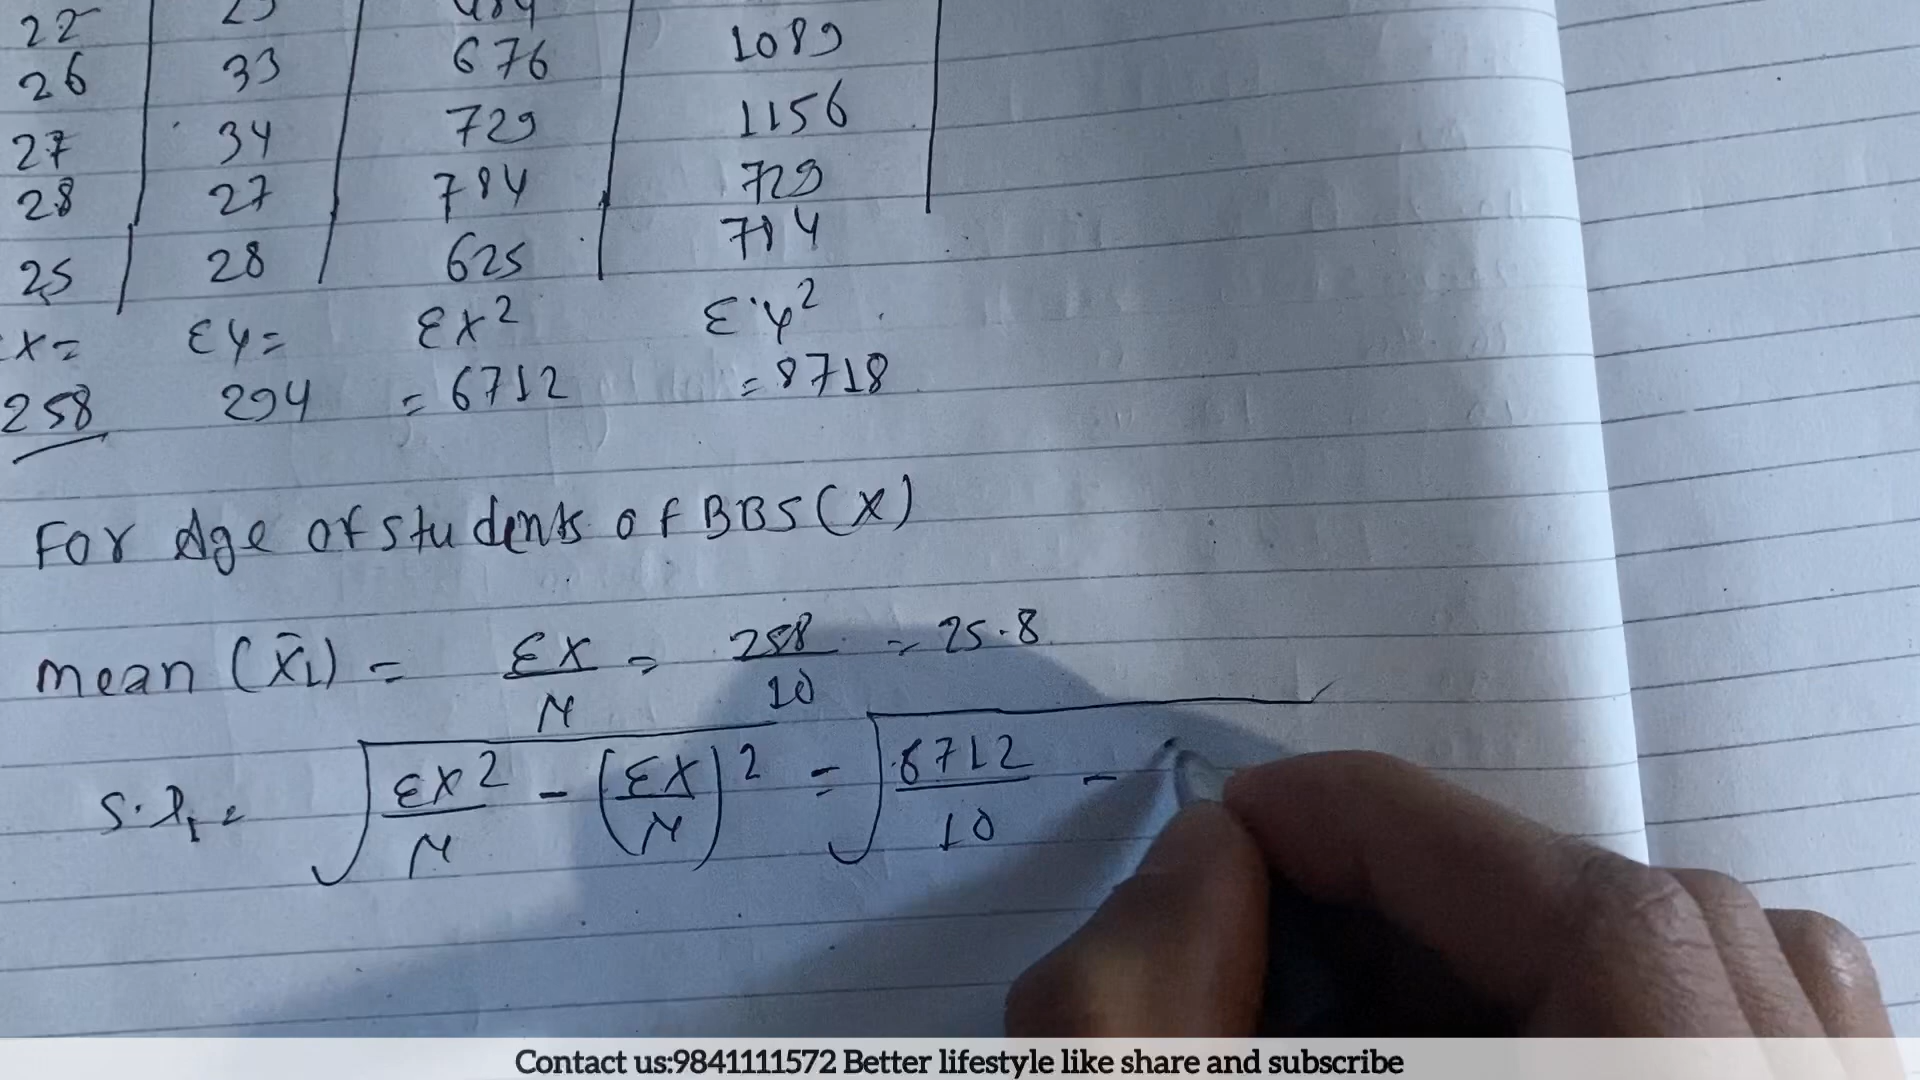 22 23 484
26 33 676 1089
27 34 729 1156
28 27 784 729
25 28 625 784
x= Σy= Σx² Σy²
258 294 = 6712 = 8718
For Age of students of BBS (X)
mean (X̄1) = Σx/N = 258/10 = 25.8
S.D1 = √Σx²/N - (Σx/N)² = √6712/10 -
Contact us:9841111572 Better lifestyle like share and subscribe